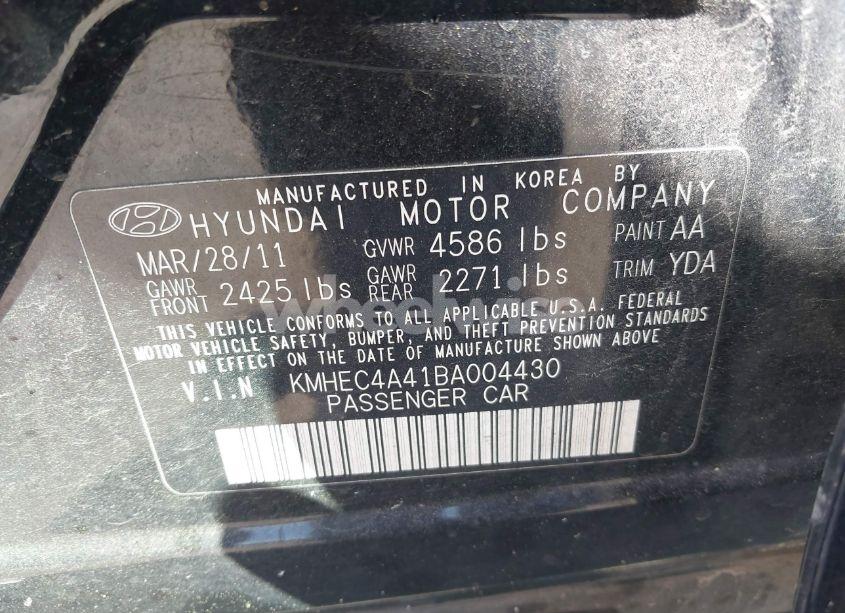 MANUFACTURED IN KOREA BY
HYUNDAI MOTOR COMPANY
MAR/28/11 GVWR 4586 lbs PAINT AA
GAWR FRONT 2425 lbs GAWR REAR 2271 lbs TRIM YDA
THIS VEHICLE CONFORMS TO ALL APPLICABLE U.S.A. FEDERAL
MOTOR VEHICLE SAFETY, BUMPER, AND THEFT PREVENTION STANDARDS
IN EFFECT ON THE DATE OF MANUFACTURE SHOWN ABOVE
V.I.N KMHEC4A41BA004430
PASSENGER CAR